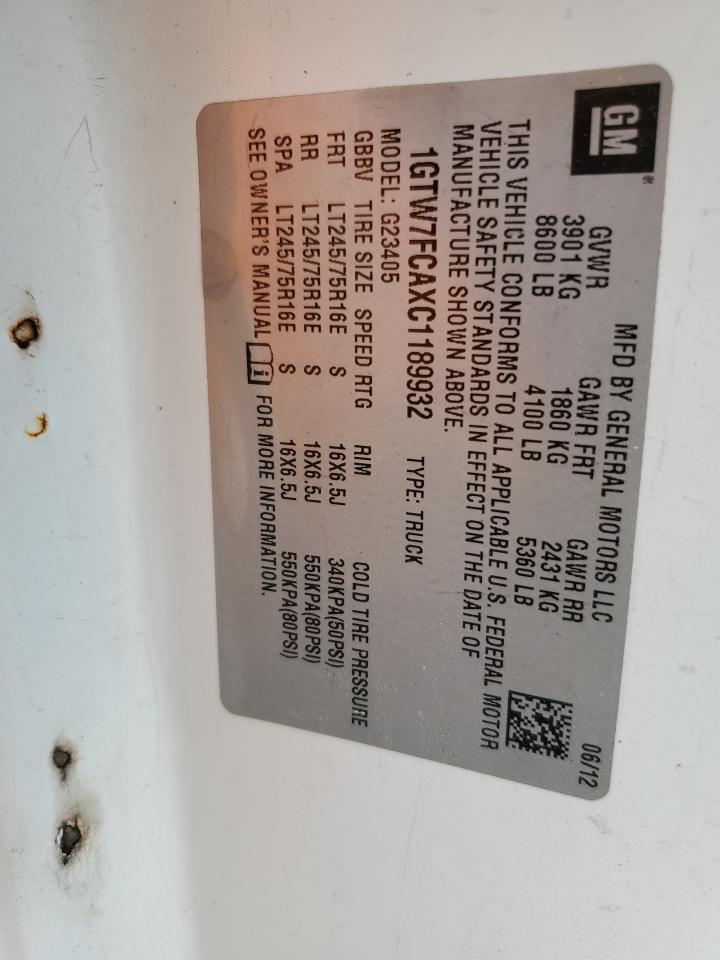 GM ®
MFD BY GENERAL MOTORS LLC 06/12
GVWR GAWR FRT GAWR RR
3901 KG 1860 KG 2431 KG
8600 LB 4100 LB 5360 LB
THIS VEHICLE CONFORMS TO ALL APPLICABLE U.S. FEDERAL MOTOR
VEHICLE SAFETY STANDARDS IN EFFECT ON THE DATE OF
MANUFACTURE SHOWN ABOVE.
1GTW7FCAXC1189932 TYPE: TRUCK
MODEL: G23405
GBBV TIRE SIZE SPEED RTG RIM COLD TIRE PRESSURE
FRT LT245/75R16E S 16X6.5J 340KPA(50PSI)
RR LT245/75R16E S 16X6.5J 550KPA(80PSI)
SPA LT245/75R16E S 16X6.5J 550KPA(80PSI)
SEE OWNER'S MANUAL i FOR MORE INFORMATION.